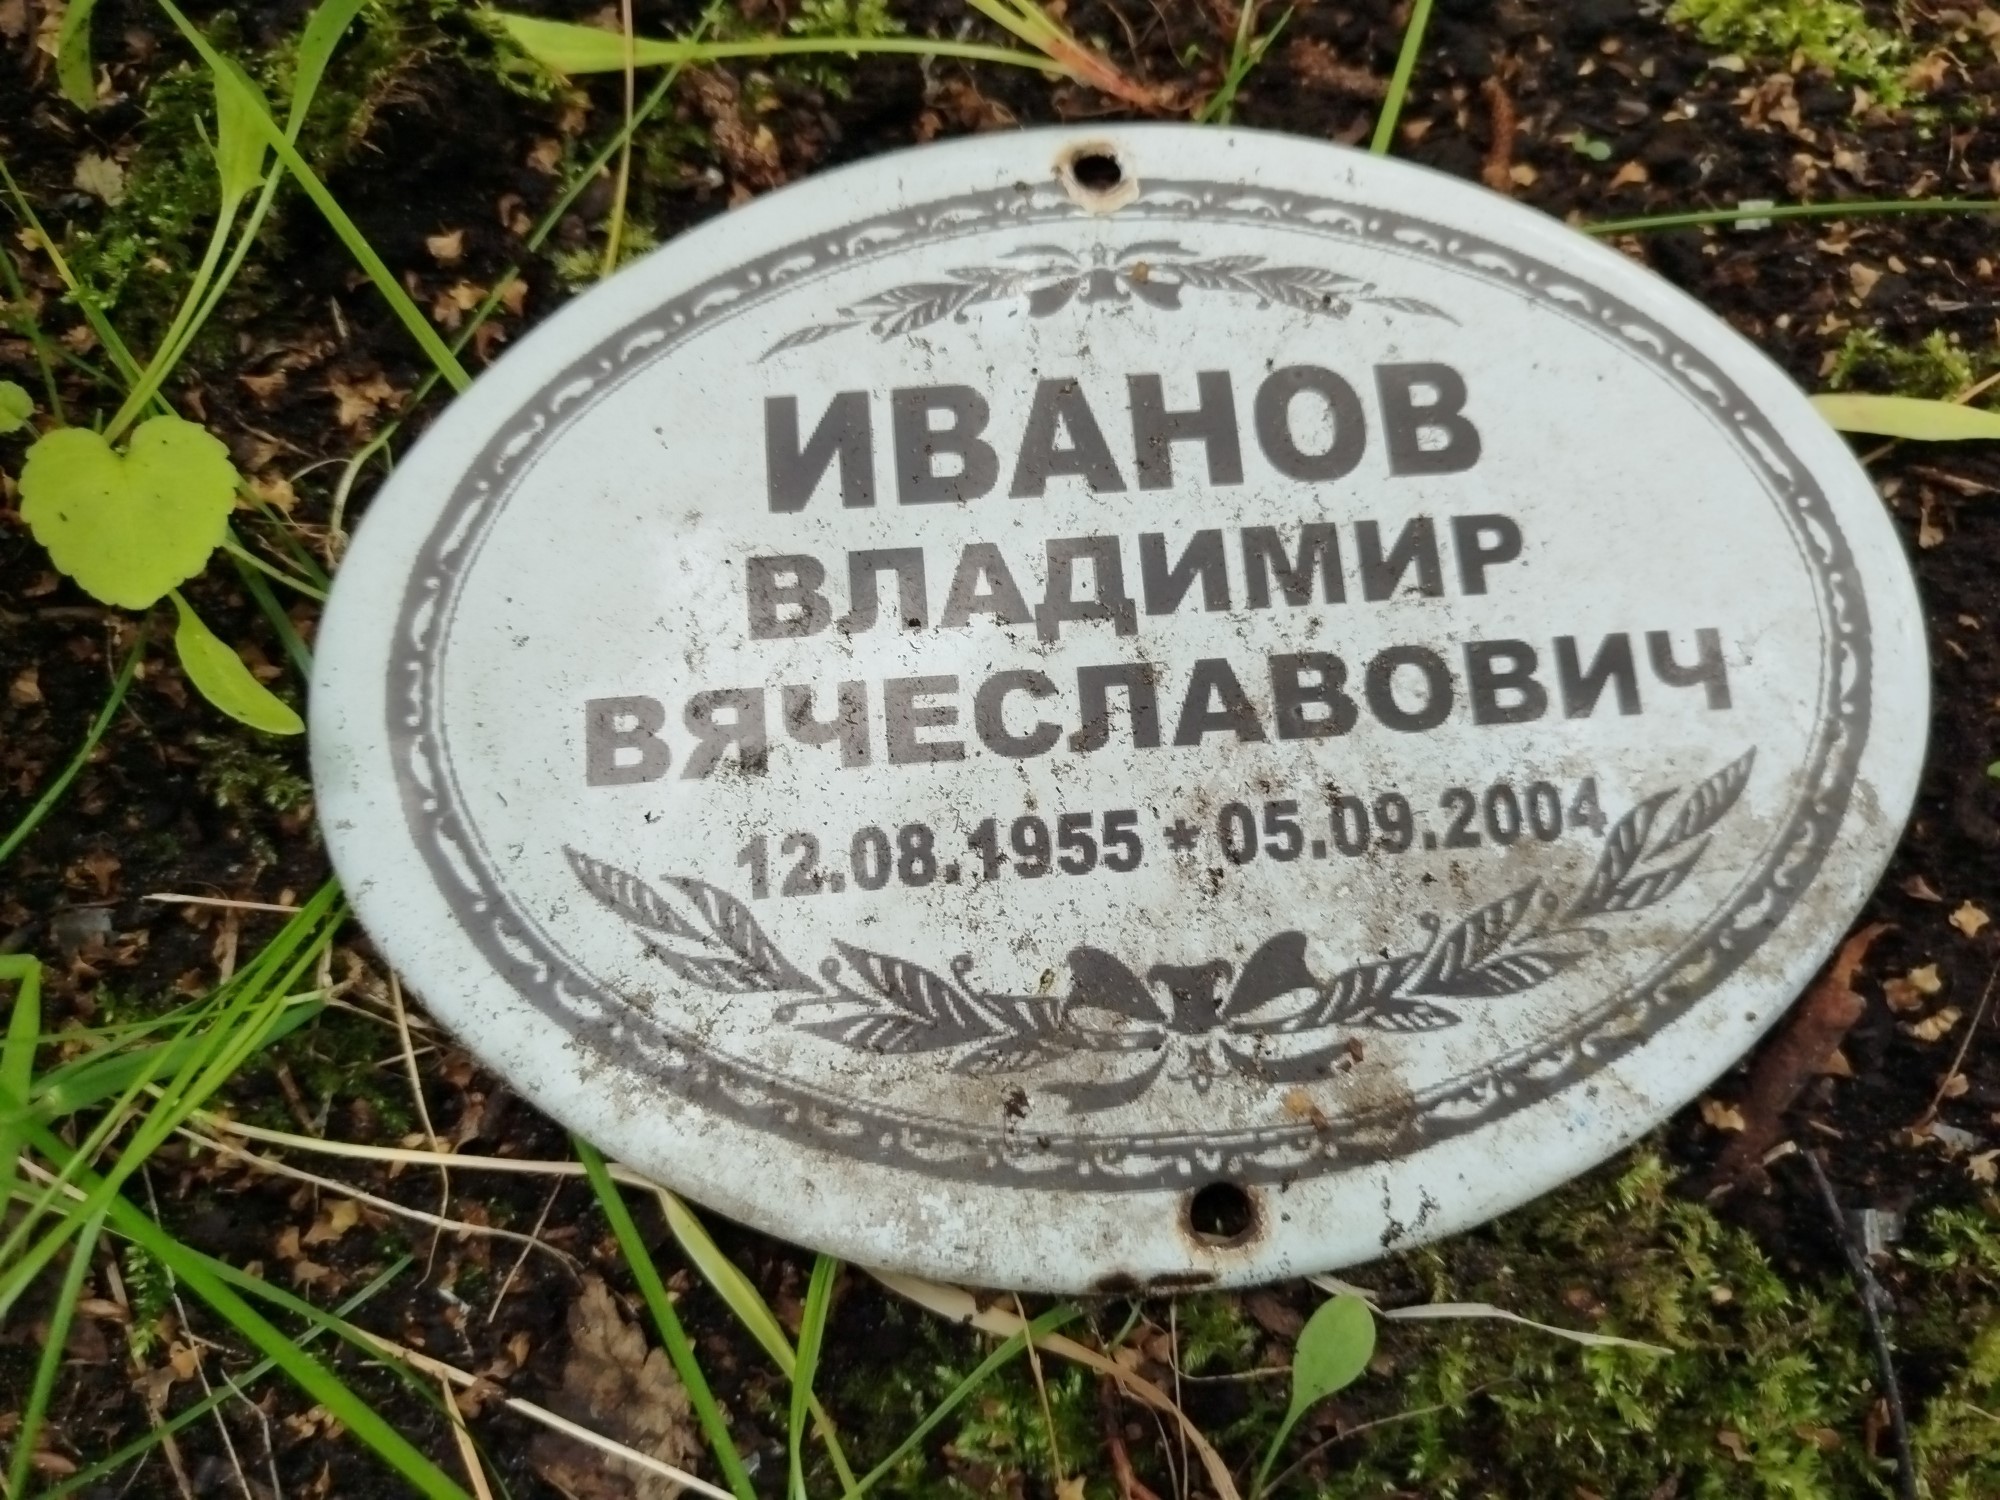 ИВАНОВ
ВЛАДИМИР
ВЯЧЕСЛАВОВИЧ
12.08.1955 * 05.09.2004